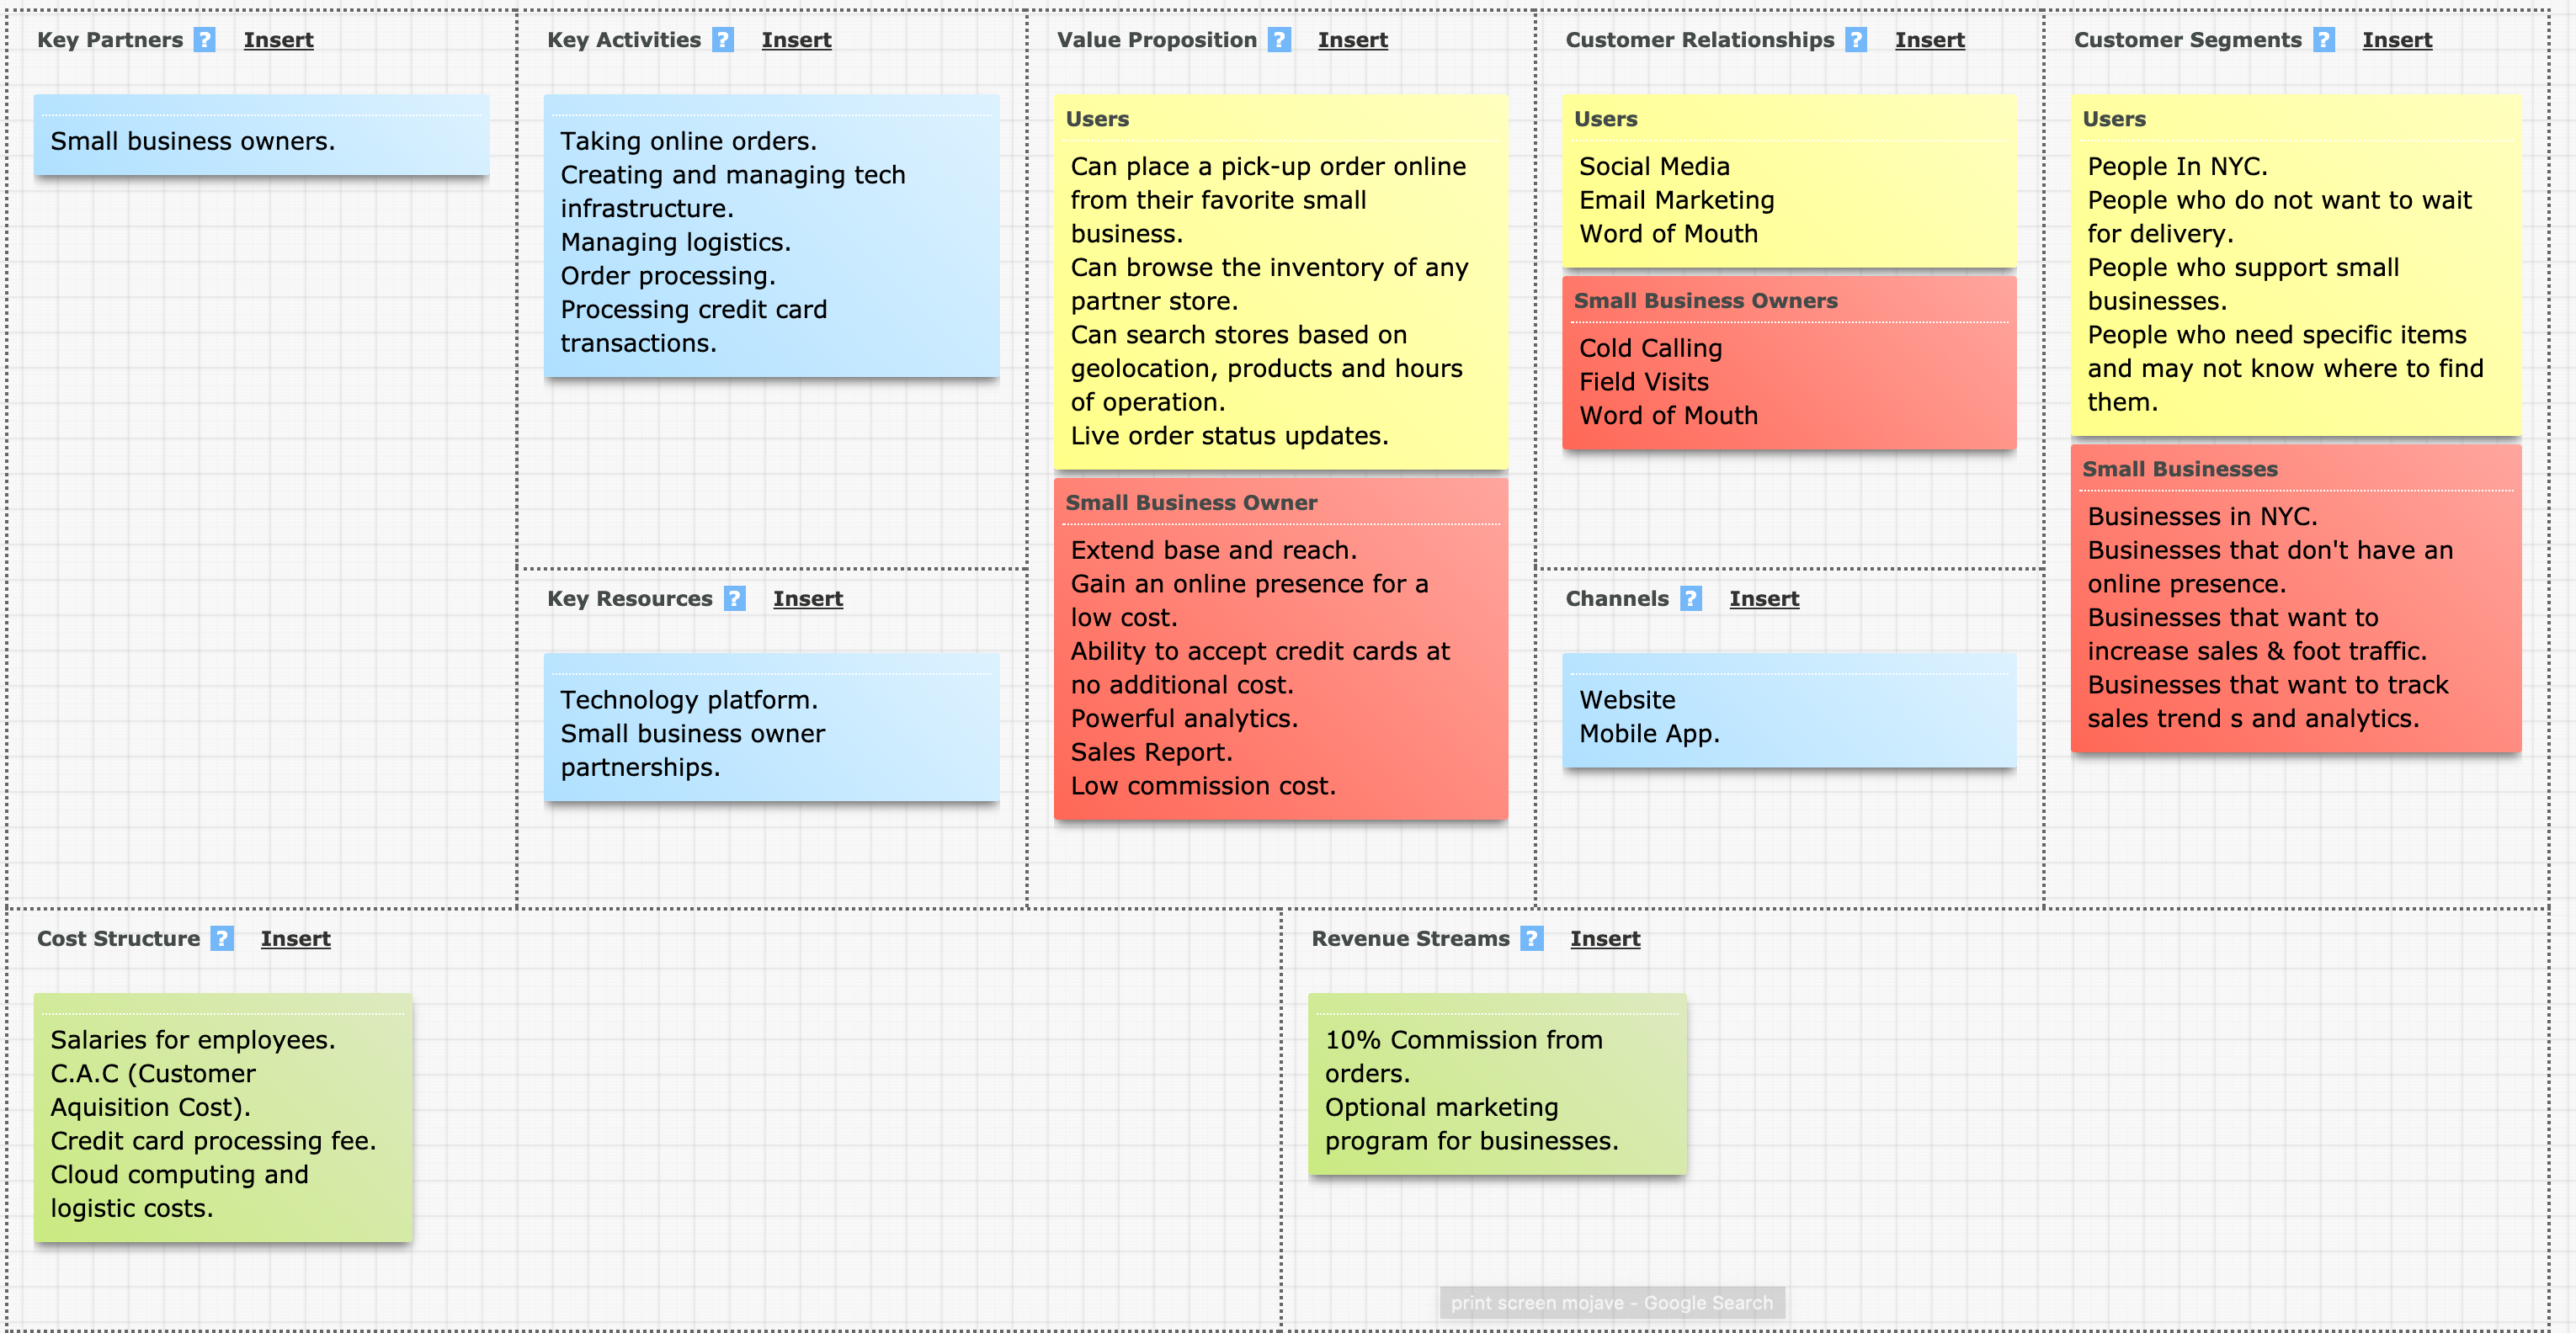 Key Partners ? Insert
Small business owners.
Key Activities ? Insert
Taking online orders.
Creating and managing tech
infrastructure.
Managing logistics.
Order processing.
Processing credit card
transactions.
Key Resources ? Insert
Technology platform.
Small business owner
partnerships.
Value Proposition ? Insert
Users
Can place a pick-up order online
from their favorite small
business.
Can browse the inventory of any
partner store.
Can search stores based on
geolocation, products and hours
of operation.
Live order status updates.
Small Business Owner
Extend base and reach.
Gain an online presence for a
low cost.
Ability to accept credit cards at
no additional cost.
Powerful analytics.
Sales Report.
Low commission cost.
Customer Relationships ? Insert
Users
Social Media
Email Marketing
Word of Mouth
Small Business Owners
Cold Calling
Field Visits
Word of Mouth
Channels ? Insert
Website
Mobile App.
Customer Segments ? Insert
Users
People In NYC.
People who do not want to wait
for delivery.
People who support small
businesses.
People who need specific items
and may not know where to find
them.
Small Businesses
Businesses in NYC.
Businesses that don't have an
online presence.
Businesses that want to
increase sales & foot traffic.
Businesses that want to track
sales trend s and analytics.
Cost Structure ? Insert
Salaries for employees.
C.A.C (Customer
Aquisition Cost).
Credit card processing fee.
Cloud computing and
logistic costs.
Revenue Streams ? Insert
10% Commission from
orders.
Optional marketing
program for businesses.
print screen mojave - Google Search